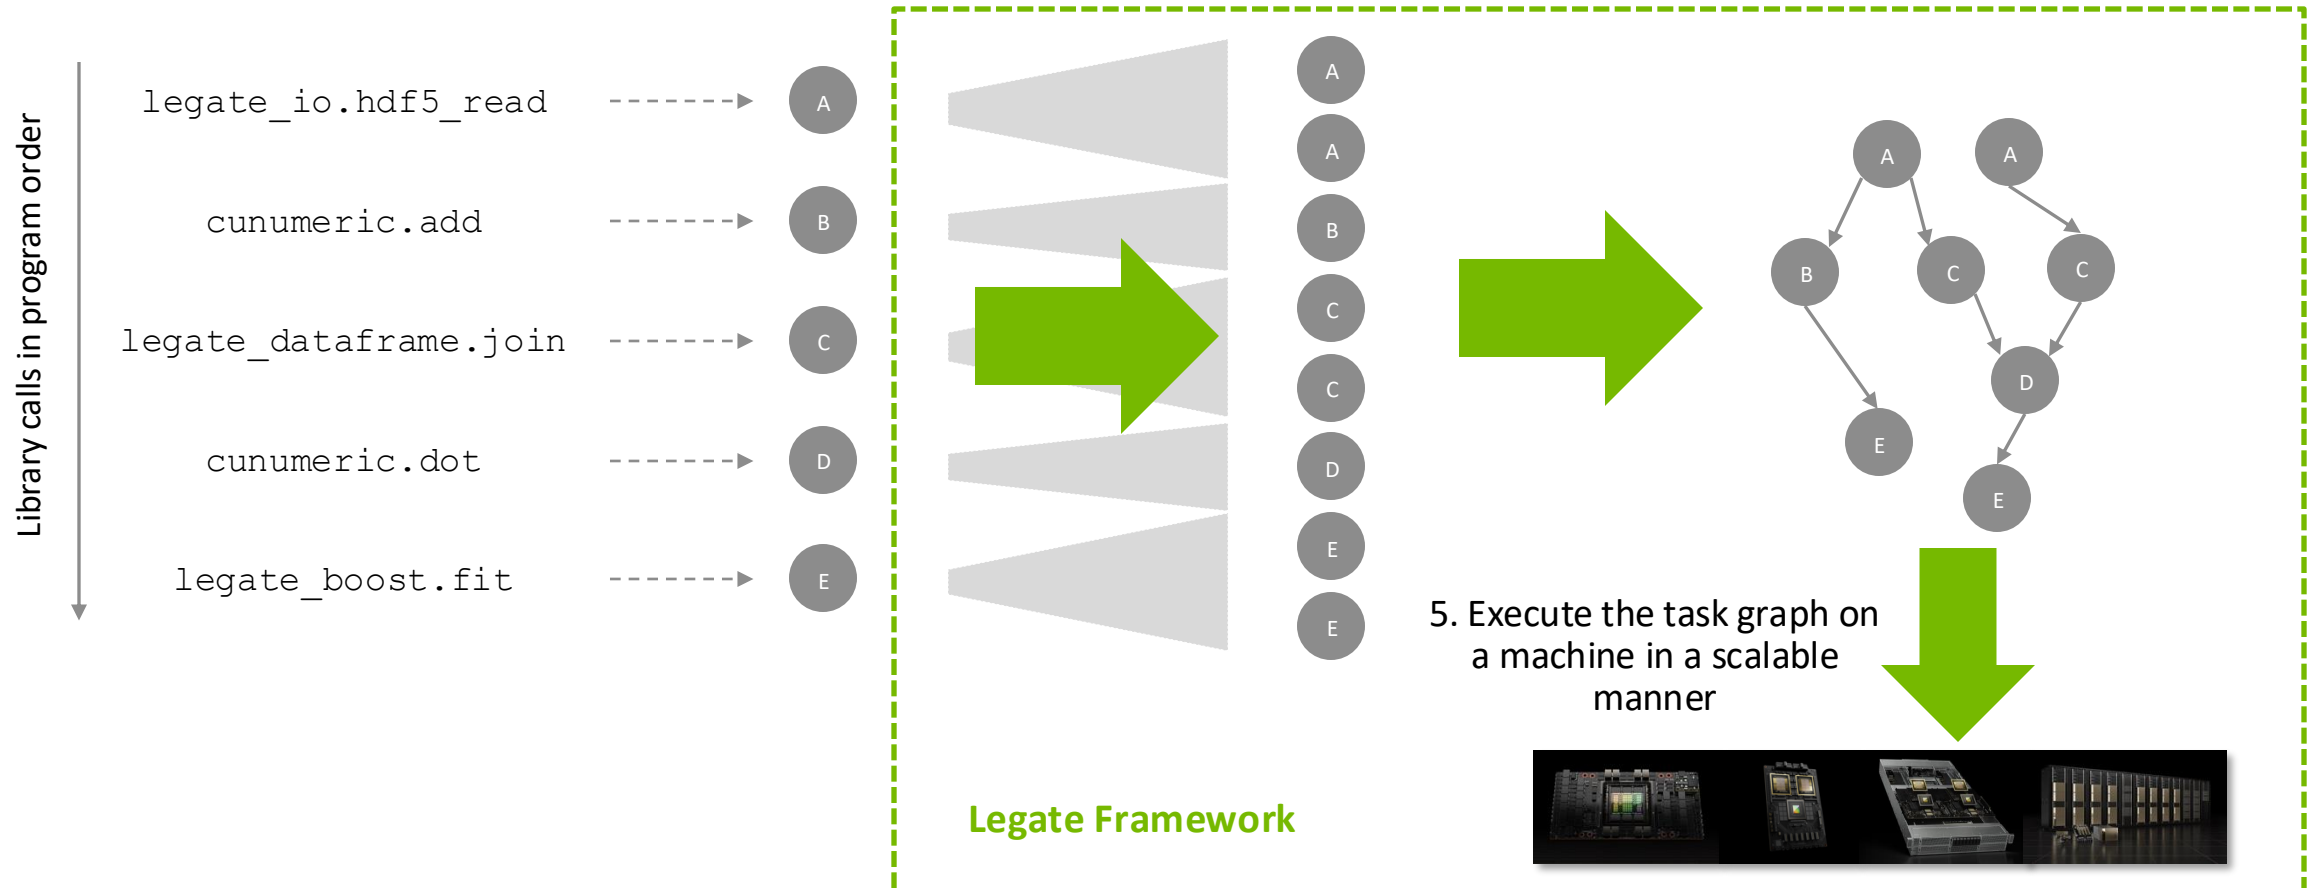 Library calls in program order
legate_io.hdf5_read
A
cunumeric.add
B
legate_dataframe.join
C
cunumeric.dot
D
legate_boost.fit
E
A
A
B
C
C
D
E
E
A
A
B
C
C
D
E
E
5. Execute the task graph on
a machine in a scalable
manner
Legate Framework